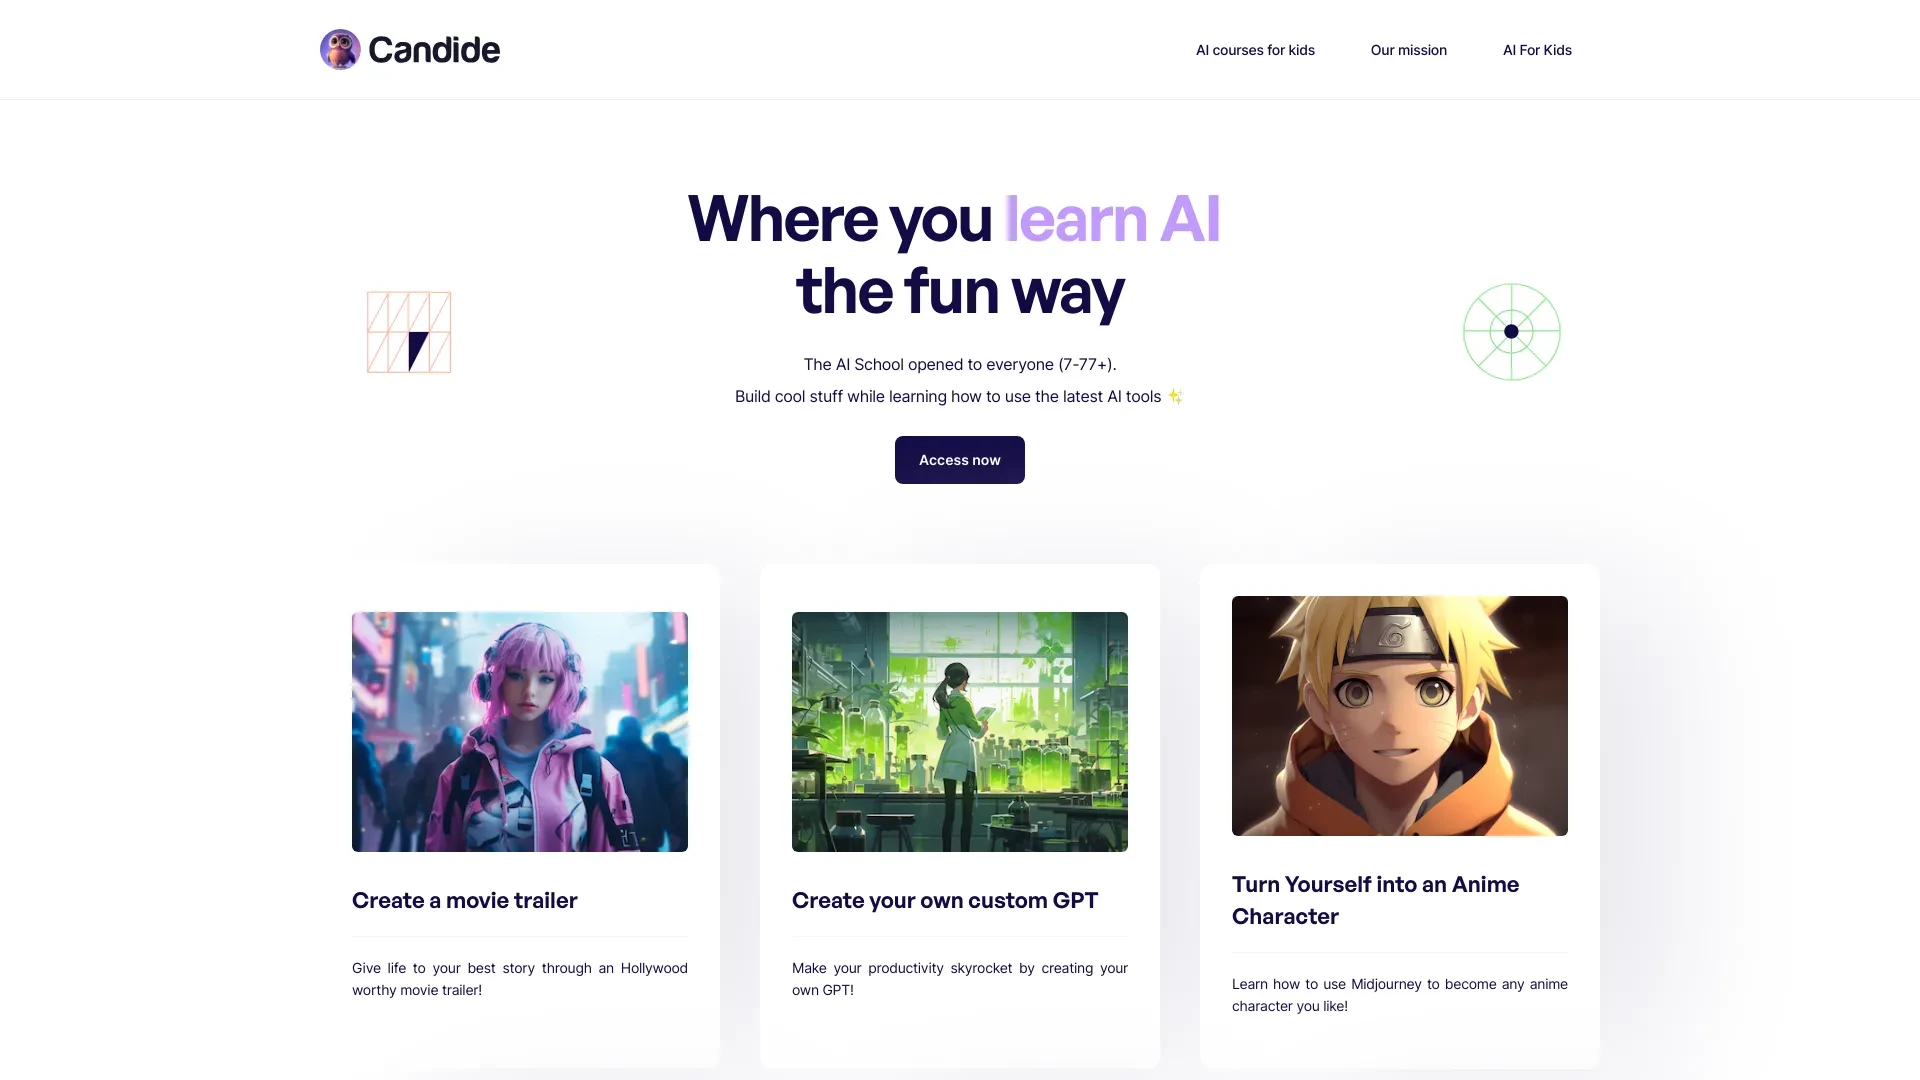 Candide
AI courses for kids
Our mission
AI For Kids
Where you learn AI
the fun way
The AI School opened to everyone (7-77+).
Build cool stuff while learning how to use the latest AI tools ✨
Access now
Create a movie trailer
Give life to your best story through an Hollywood
worthy movie trailer!
Create your own custom GPT
Make your productivity skyrocket by creating your
own GPT!
Turn Yourself into an Anime
Character
Learn how to use Midjourney to become any anime
character you like!